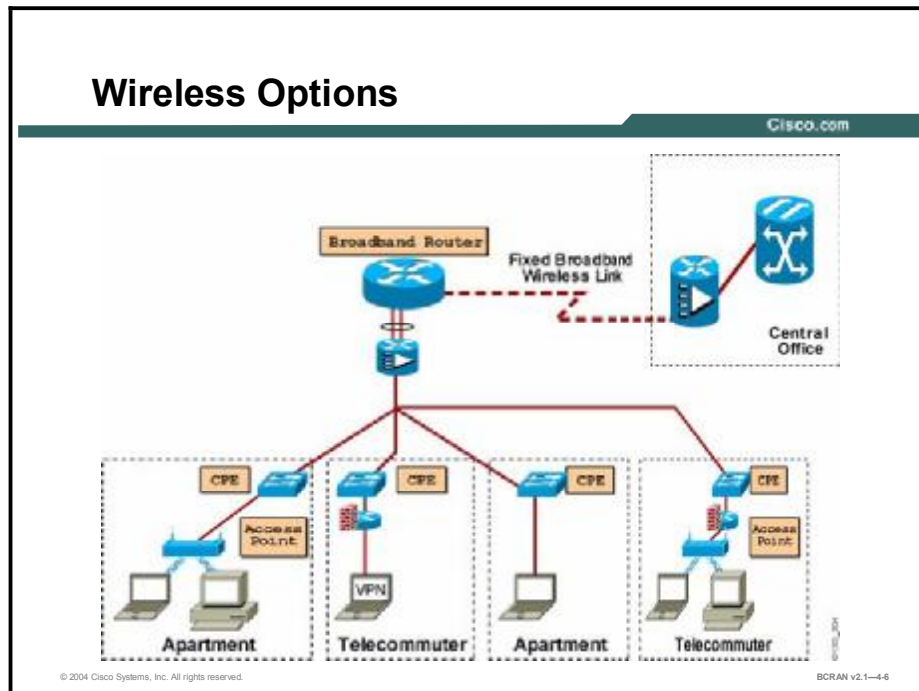 Wireless Options
Cisco.com
Broadband Router
Fixed Broadband
Wireless Link
Central
Office
CPE
CPE
CPE
CPE
Access
Point
Access
Point
VPN
Apartment
Telecommuter
Apartment
Telecommuter
© 2004 Cisco Systems, Inc. All rights reserved.
BCRAN v2.1—4-6